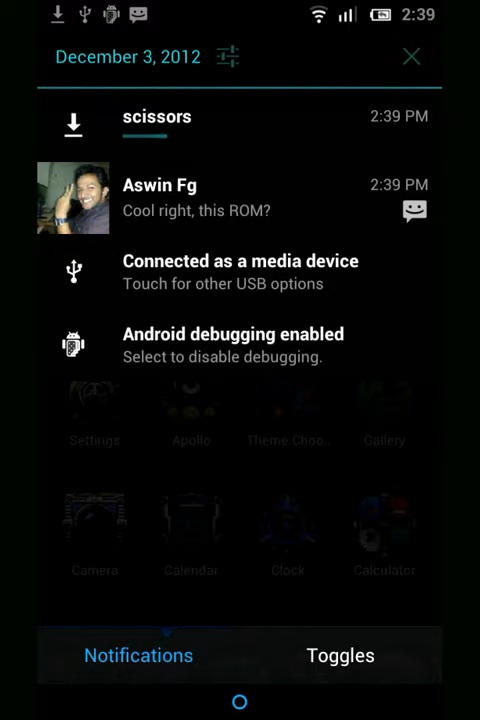 2:39
December 3, 2012
scissors 2:39 PM
Aswin Fg 2:39 PM
Cool right, this ROM?
Connected as a media device
Touch for other USB options
Android debugging enabled
Select to disable debugging.
Settings Apollo Theme Choo.. Gallery
Camera Calendar Clock Calculator
Notifications Toggles